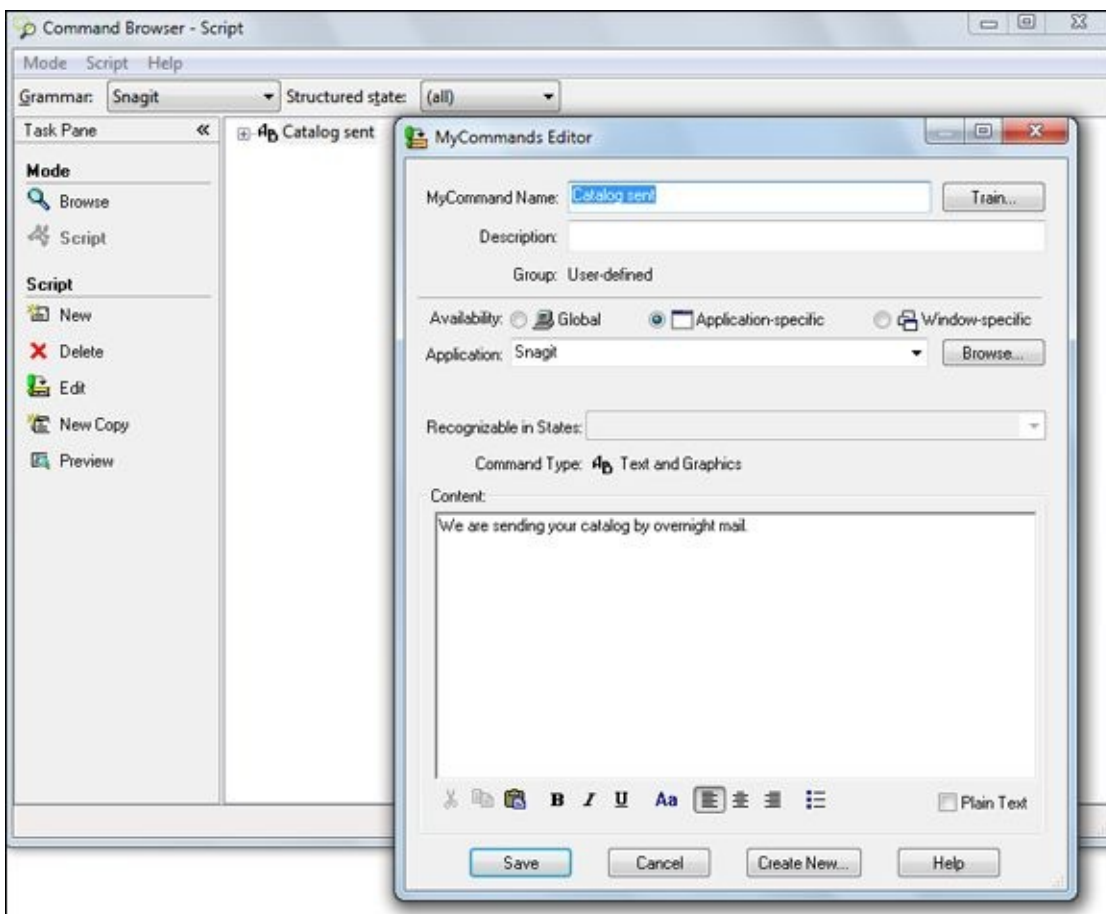 Command Browser - Script
Mode Script Help
Grammar: Snagit Structured state: (all)
Task Pane «
Catalog sent
Mode
Browse
Script
Script
New
Delete
Edit
New Copy
Preview
MyCommands Editor
MyCommand Name: Catalog sent Train...
Description:
Group: User-defined
Availability: Global Application-specific Window-specific
Application: Snagit Browse...
Recognizable in States:
Command Type: AB Text and Graphics
Content:
We are sending your catalog by overnight mail.
B I U Aa Plain Text
Save Cancel Create New... Help